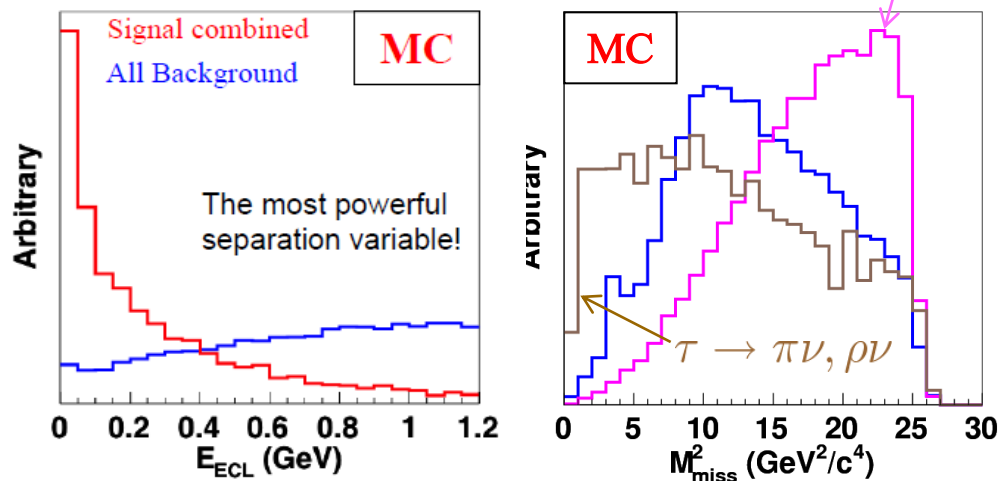 Signal combined
All Background
MC
The most powerful
separation variable!
Arbitrary
0 0.2 0.4 0.6 0.8 1 1.2
E_ECL (GeV)
MC
Arbitrary
τ → πν, ρν
0 5 10 15 20 25 30
M²_miss (GeV²/c⁴)